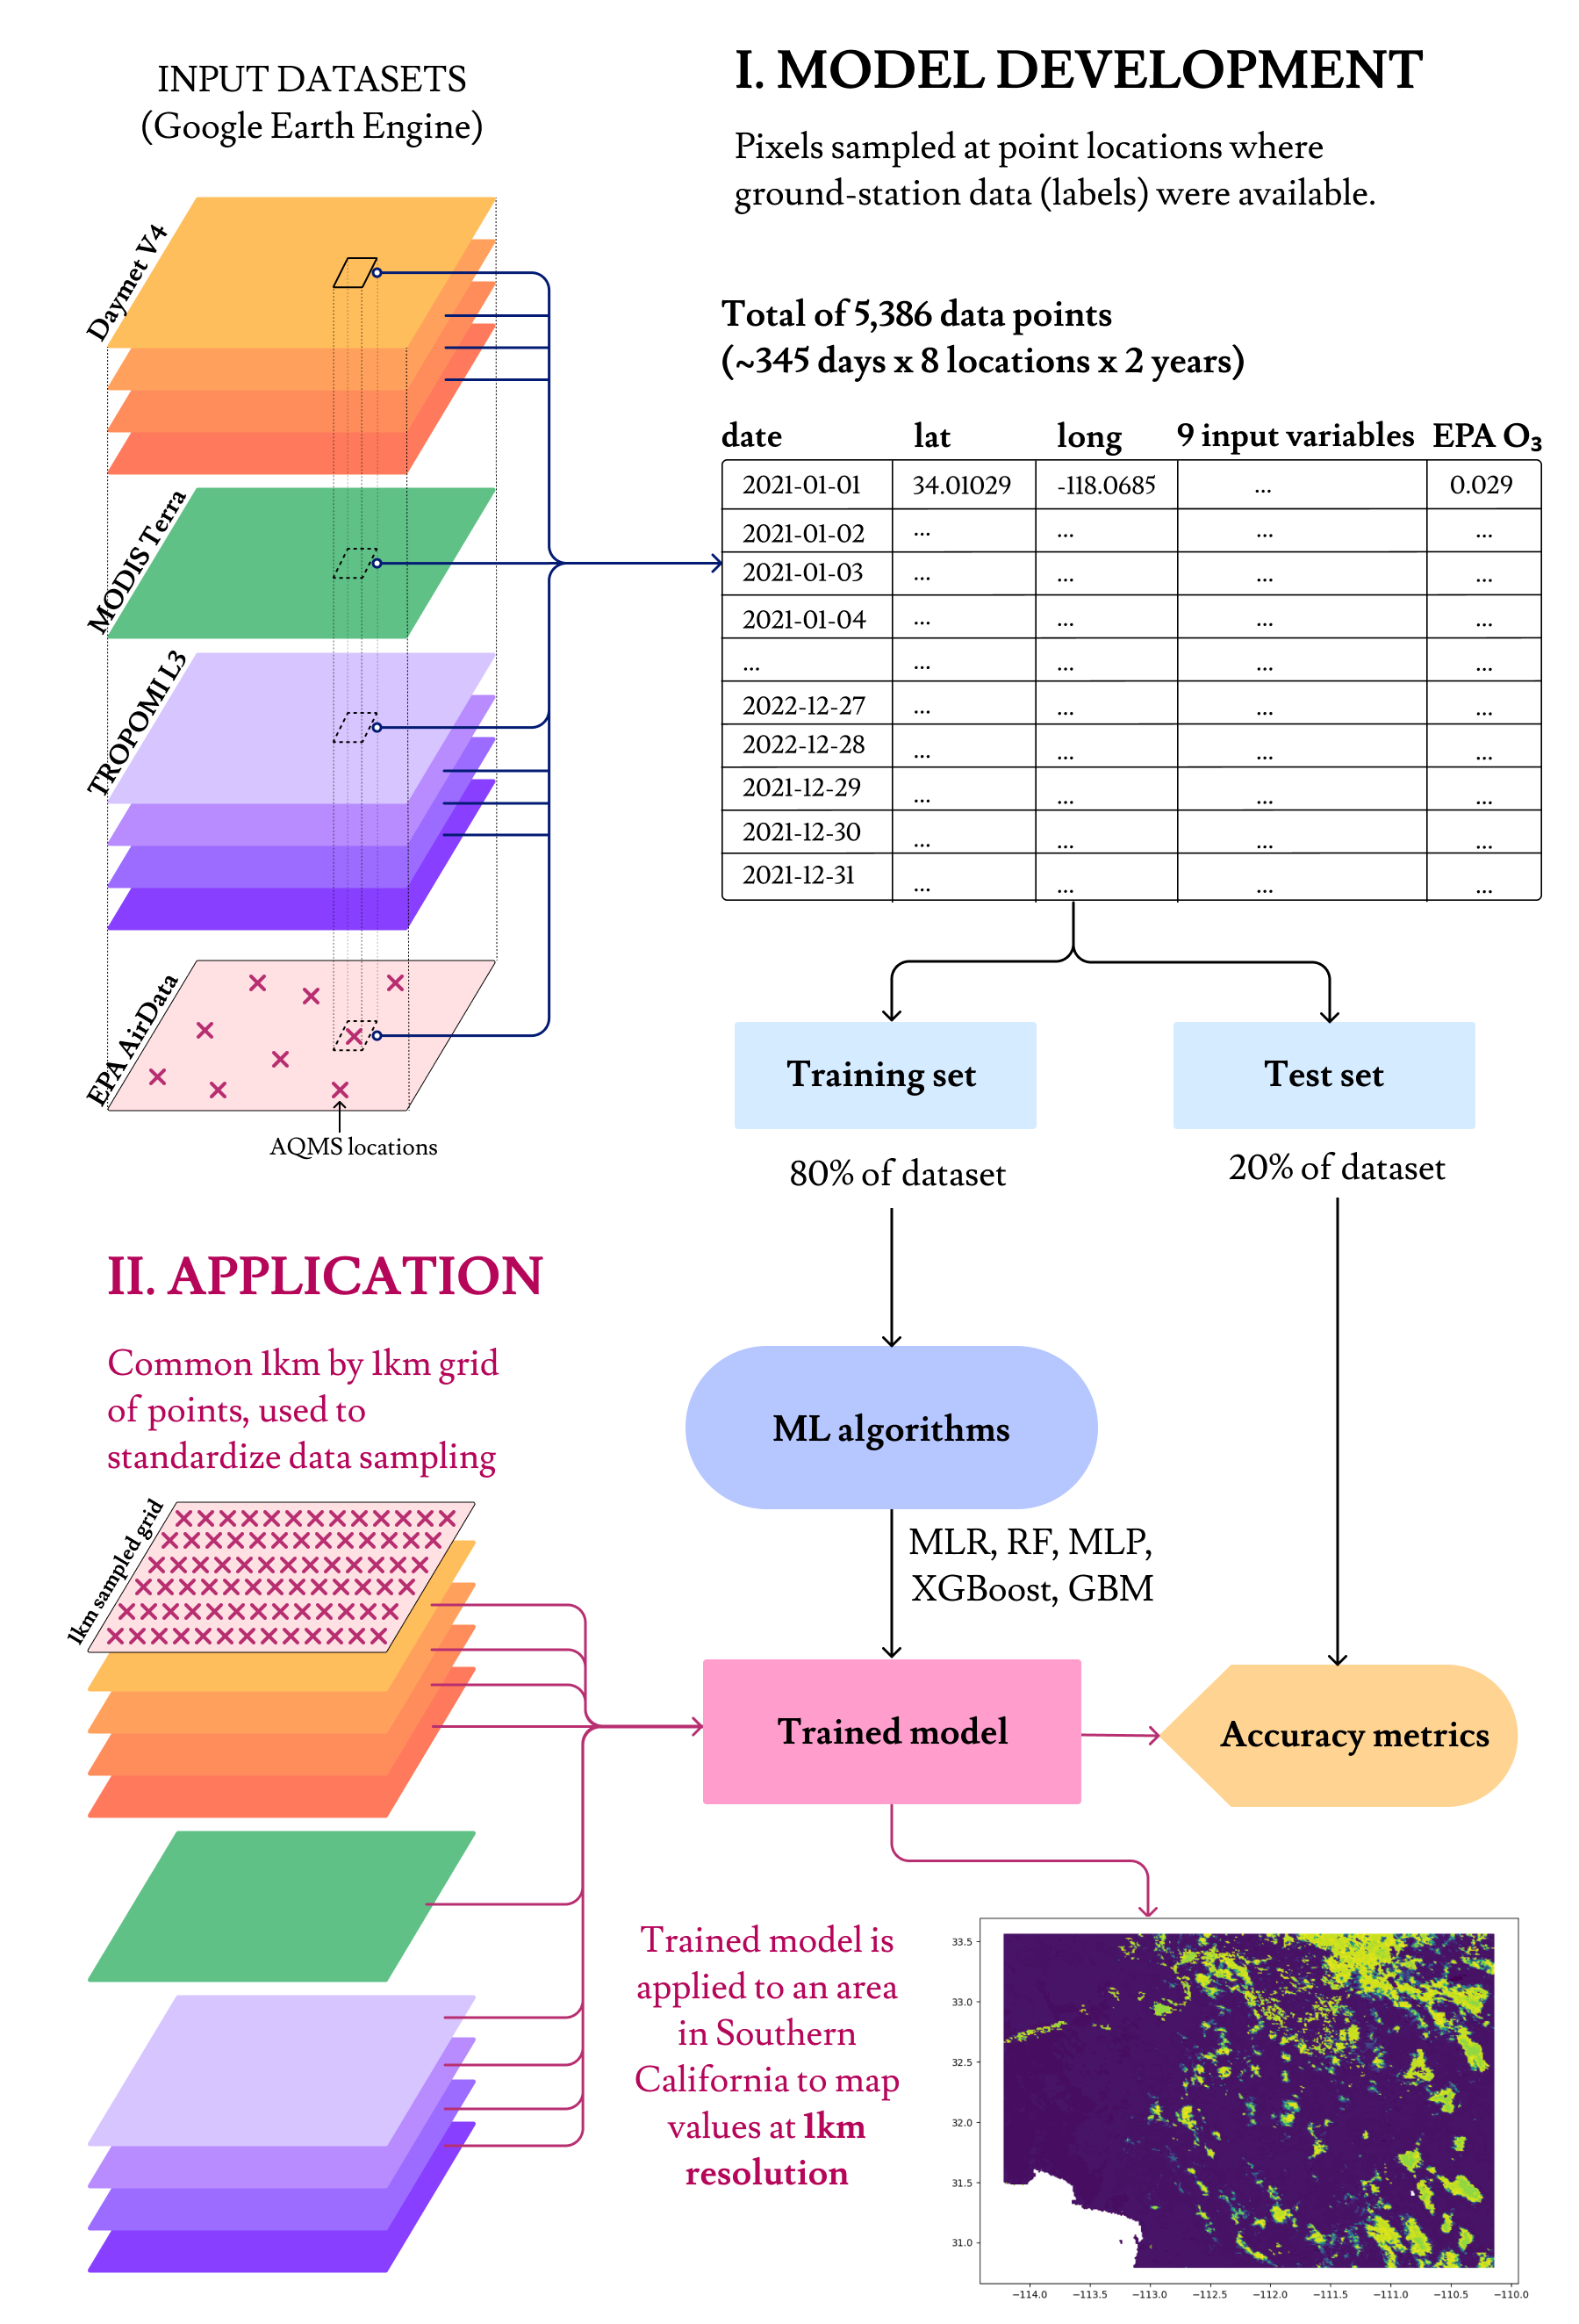 INPUT DATASETS
(Google Earth Engine)
Daymet V4
MODIS Terra
TROPOMI L3
EPA AirData
AQMS locations
I. MODEL DEVELOPMENT
Pixels sampled at point locations where
ground-station data (labels) were available.
Total of 5,386 data points
(~345 days x 8 locations x 2 years)
date lat long 9 input variables EPA O₃
2021-01-01 34.01029 -118.0685 ... 0.029
2021-01-02 ... ... ... ...
2021-01-03 ... ... ... ...
2021-01-04 ... ... ... ...
... ... ... ... ...
2022-12-27 ... ... ... ...
2022-12-28 ... ... ... ...
2021-12-29 ... ... ... ...
2021-12-30 ... ... ... ...
2021-12-31 ... ... ... ...
Training set
80% of dataset
Test set
20% of dataset
ML algorithms
MLR, RF, MLP,
XGBoost, GBM
Trained model
Accuracy metrics
II. APPLICATION
Common 1km by 1km grid
of points, used to
standardize data sampling
1km sampled grid
Trained model is
applied to an area
in Southern
California to map
values at 1km
resolution
33.5
33.0
32.5
32.0
31.5
31.0
−114.0 −113.5 −113.0 −112.5 −112.0 −111.5 −111.0 −110.5 −110.0